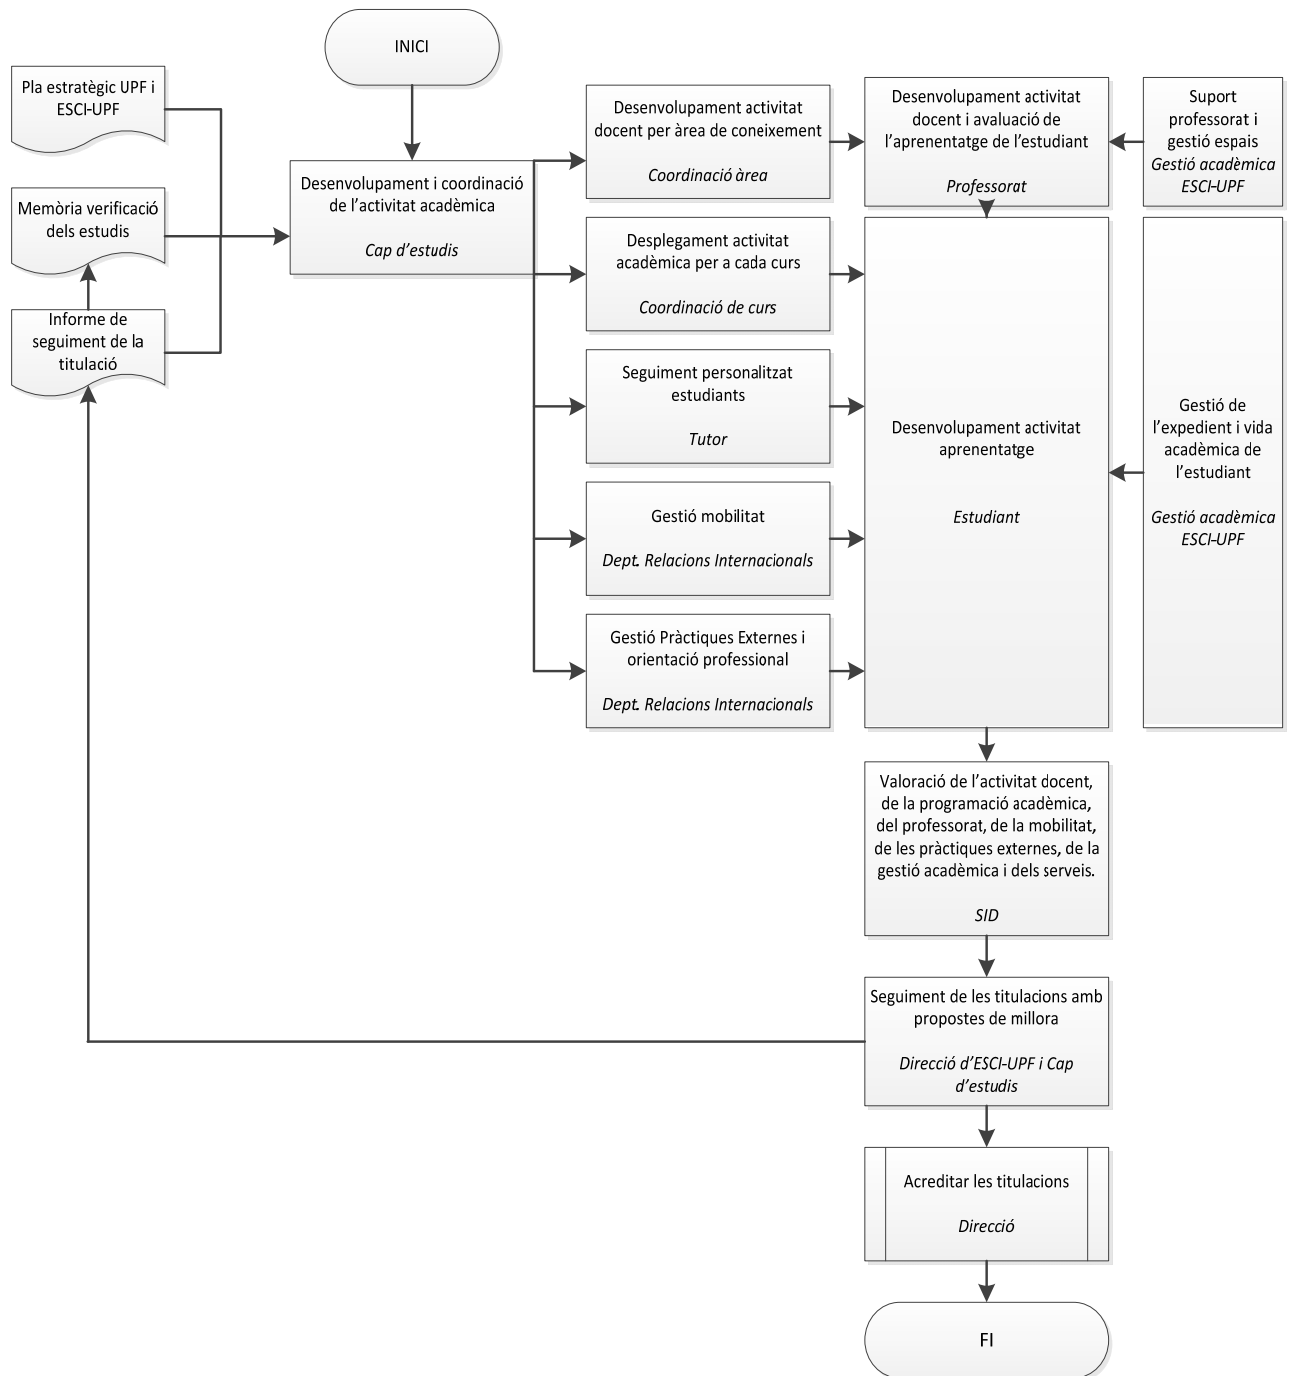 INICI
Pla estratègic UPF i
ESCI-UPF
Memòria verificació
dels estudis
Informe de
seguiment de la
titulació
Desenvolupament i coordinació
de l'activitat acadèmica
Cap d'estudis
Desenvolupament activitat
docent per àrea de coneixement
Coordinació àrea
Desplegament activitat
acadèmica per a cada curs
Coordinació de curs
Seguiment personalitzat
estudiants
Tutor
Gestió mobilitat
Dept. Relacions Internacionals
Gestió Pràctiques Externes i
orientació professional
Dept. Relacions Internacionals
Desenvolupament activitat
docent i avaluació de
l'aprenentatge de l'estudiant
Professorat
Suport
professorat i
gestió espais
Gestió acadèmica
ESCI-UPF
Desenvolupament activitat
aprenentatge
Estudiant
Gestió de
l'expedient i vida
acadèmica de
l'estudiant
Gestió acadèmica
ESCI-UPF
Valoració de l'activitat docent,
de la programació acadèmica,
del professorat, de la mobilitat,
de les pràctiques externes, de la
gestió acadèmica i dels serveis.
SID
Seguiment de les titulacions amb
propostes de millora
Direcció d'ESCI-UPF i Cap
d'estudis
Acreditar les titulacions
Direcció
FI